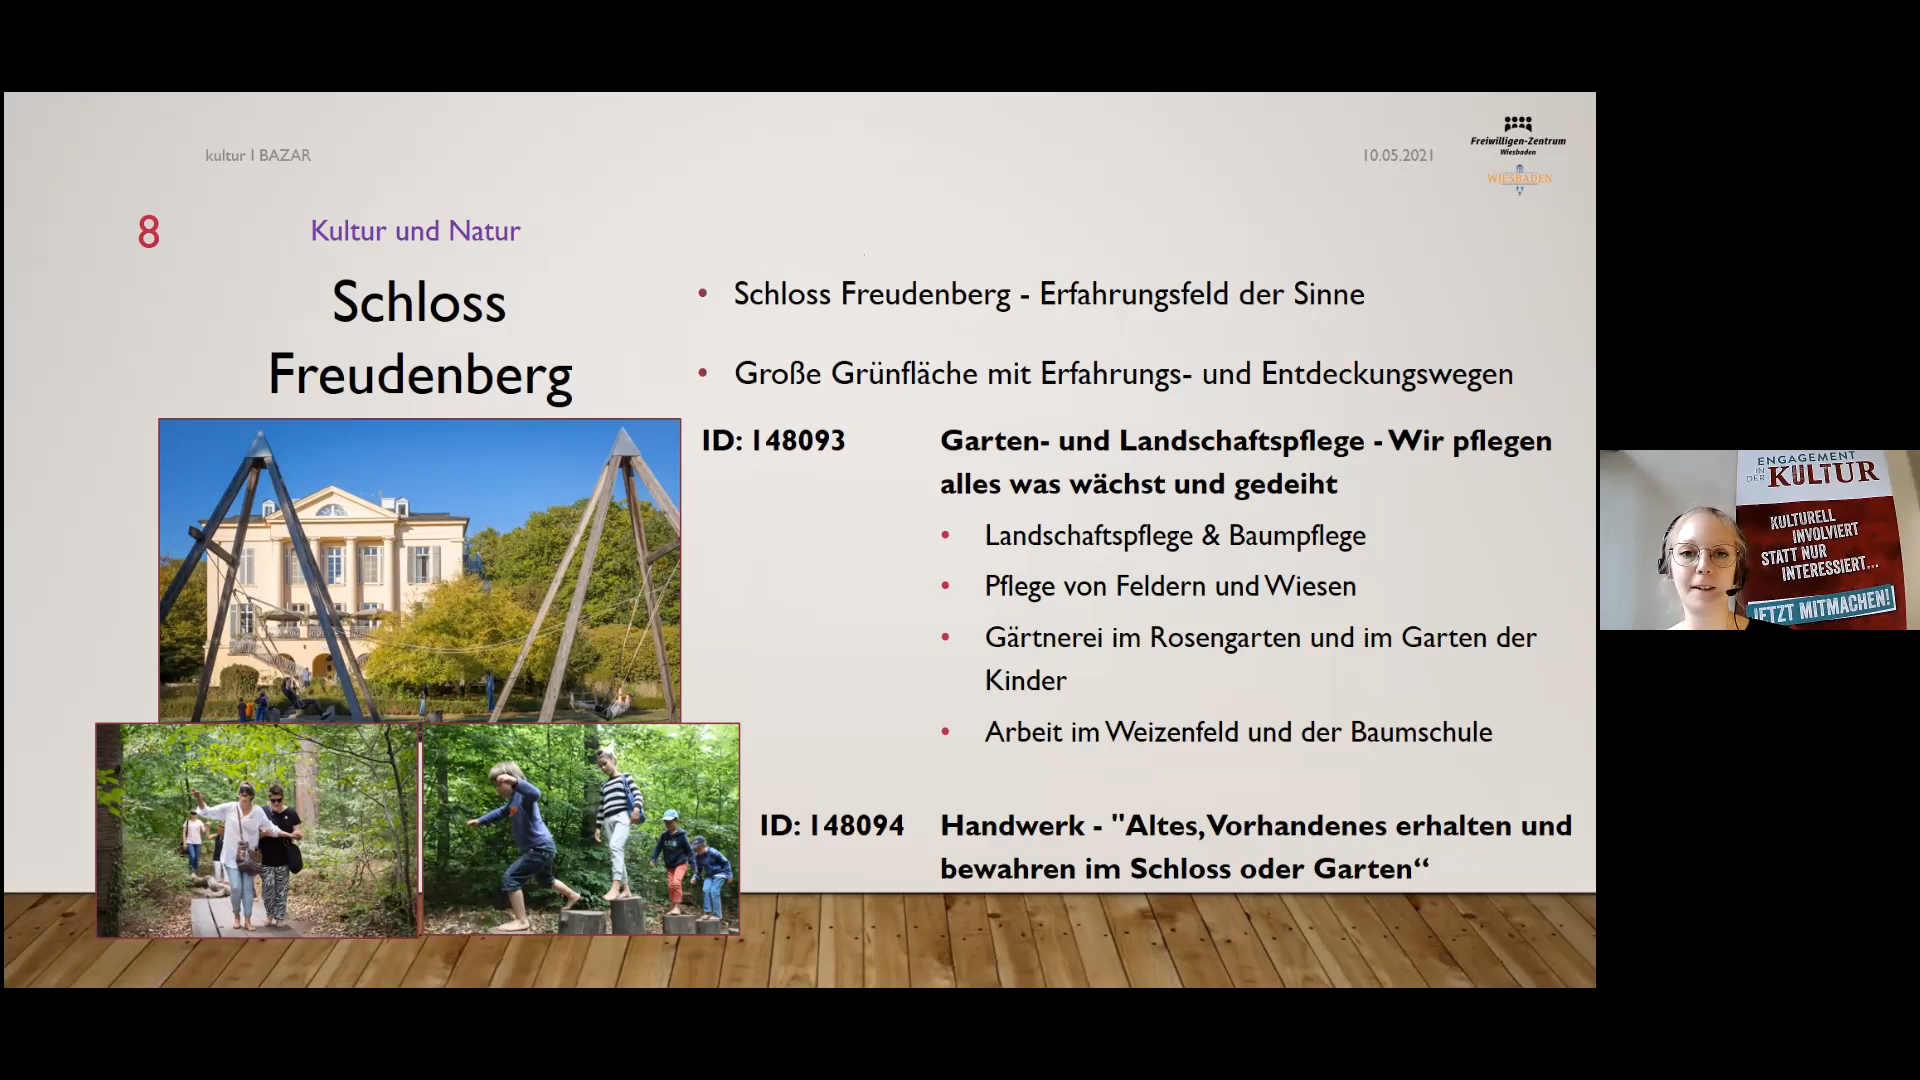 kultur I BAZAR
10.05.2021
Freiwilligen-Zentrum
Wiesbaden
WIESBADEN
8
Kultur und Natur
Schloss
Freudenberg
• Schloss Freudenberg - Erfahrungsfeld der Sinne
• Große Grünfläche mit Erfahrungs- und Entdeckungswegen
ID: 148093 Garten- und Landschaftspflege - Wir pflegen
alles was wächst und gedeiht
• Landschaftspflege & Baumpflege
• Pflege von Feldern und Wiesen
• Gärtnerei im Rosengarten und im Garten der
Kinder
• Arbeit im Weizenfeld und der Baumschule
ID: 148094 Handwerk - "Altes, Vorhandenes erhalten und
bewahren im Schloss oder Garten“
ENGAGEMENT
IN DER KULTUR
KULTURELL
INVOLVIERT
STATT NUR
INTERESSIERT...
JETZT MITMACHEN!